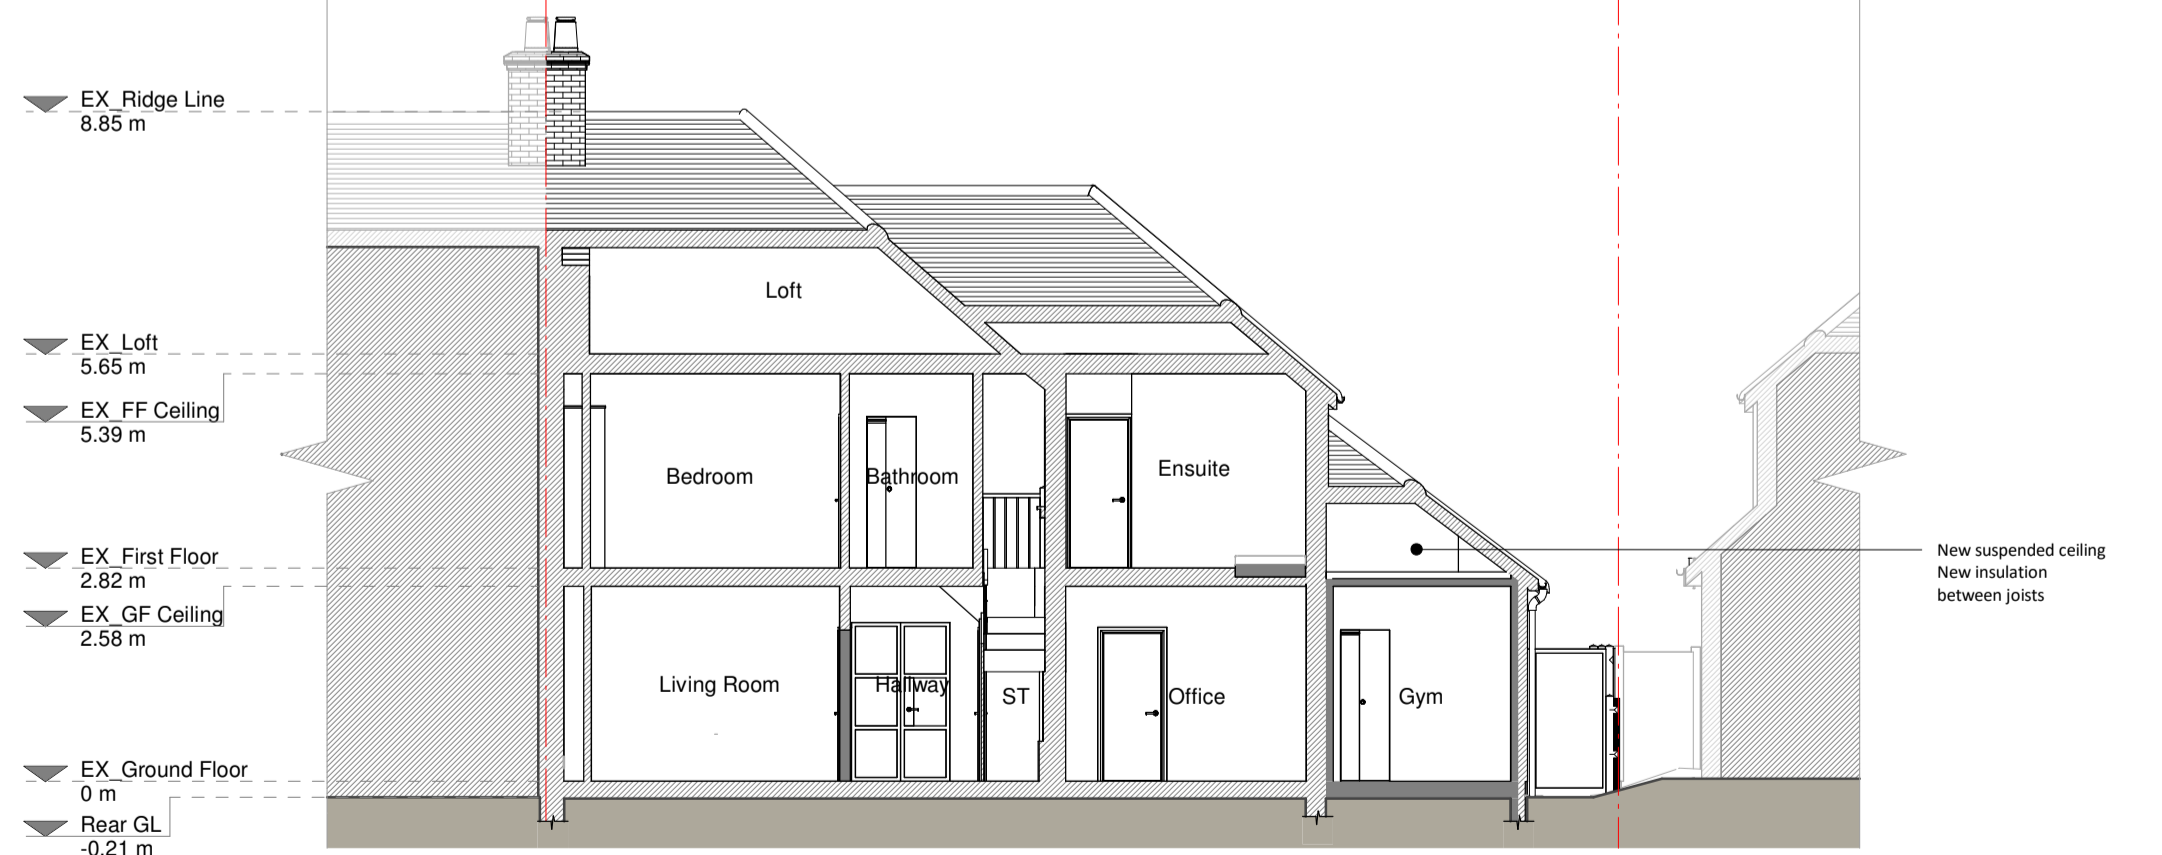 EX_Ridge Line
8.85 m
Loft
EX_Loft
5.65 m
EX_FF Ceiling
5.39 m
Bedroom
Bathroom
Ensuite
EX_First Floor
2.82 m
New suspended ceiling
New insulation
between joists
EX_GF Ceiling
2.58 m
Living Room
Hallway
ST
Office
Gym
EX_Ground Floor
0 m
Rear GL
-0.21 m